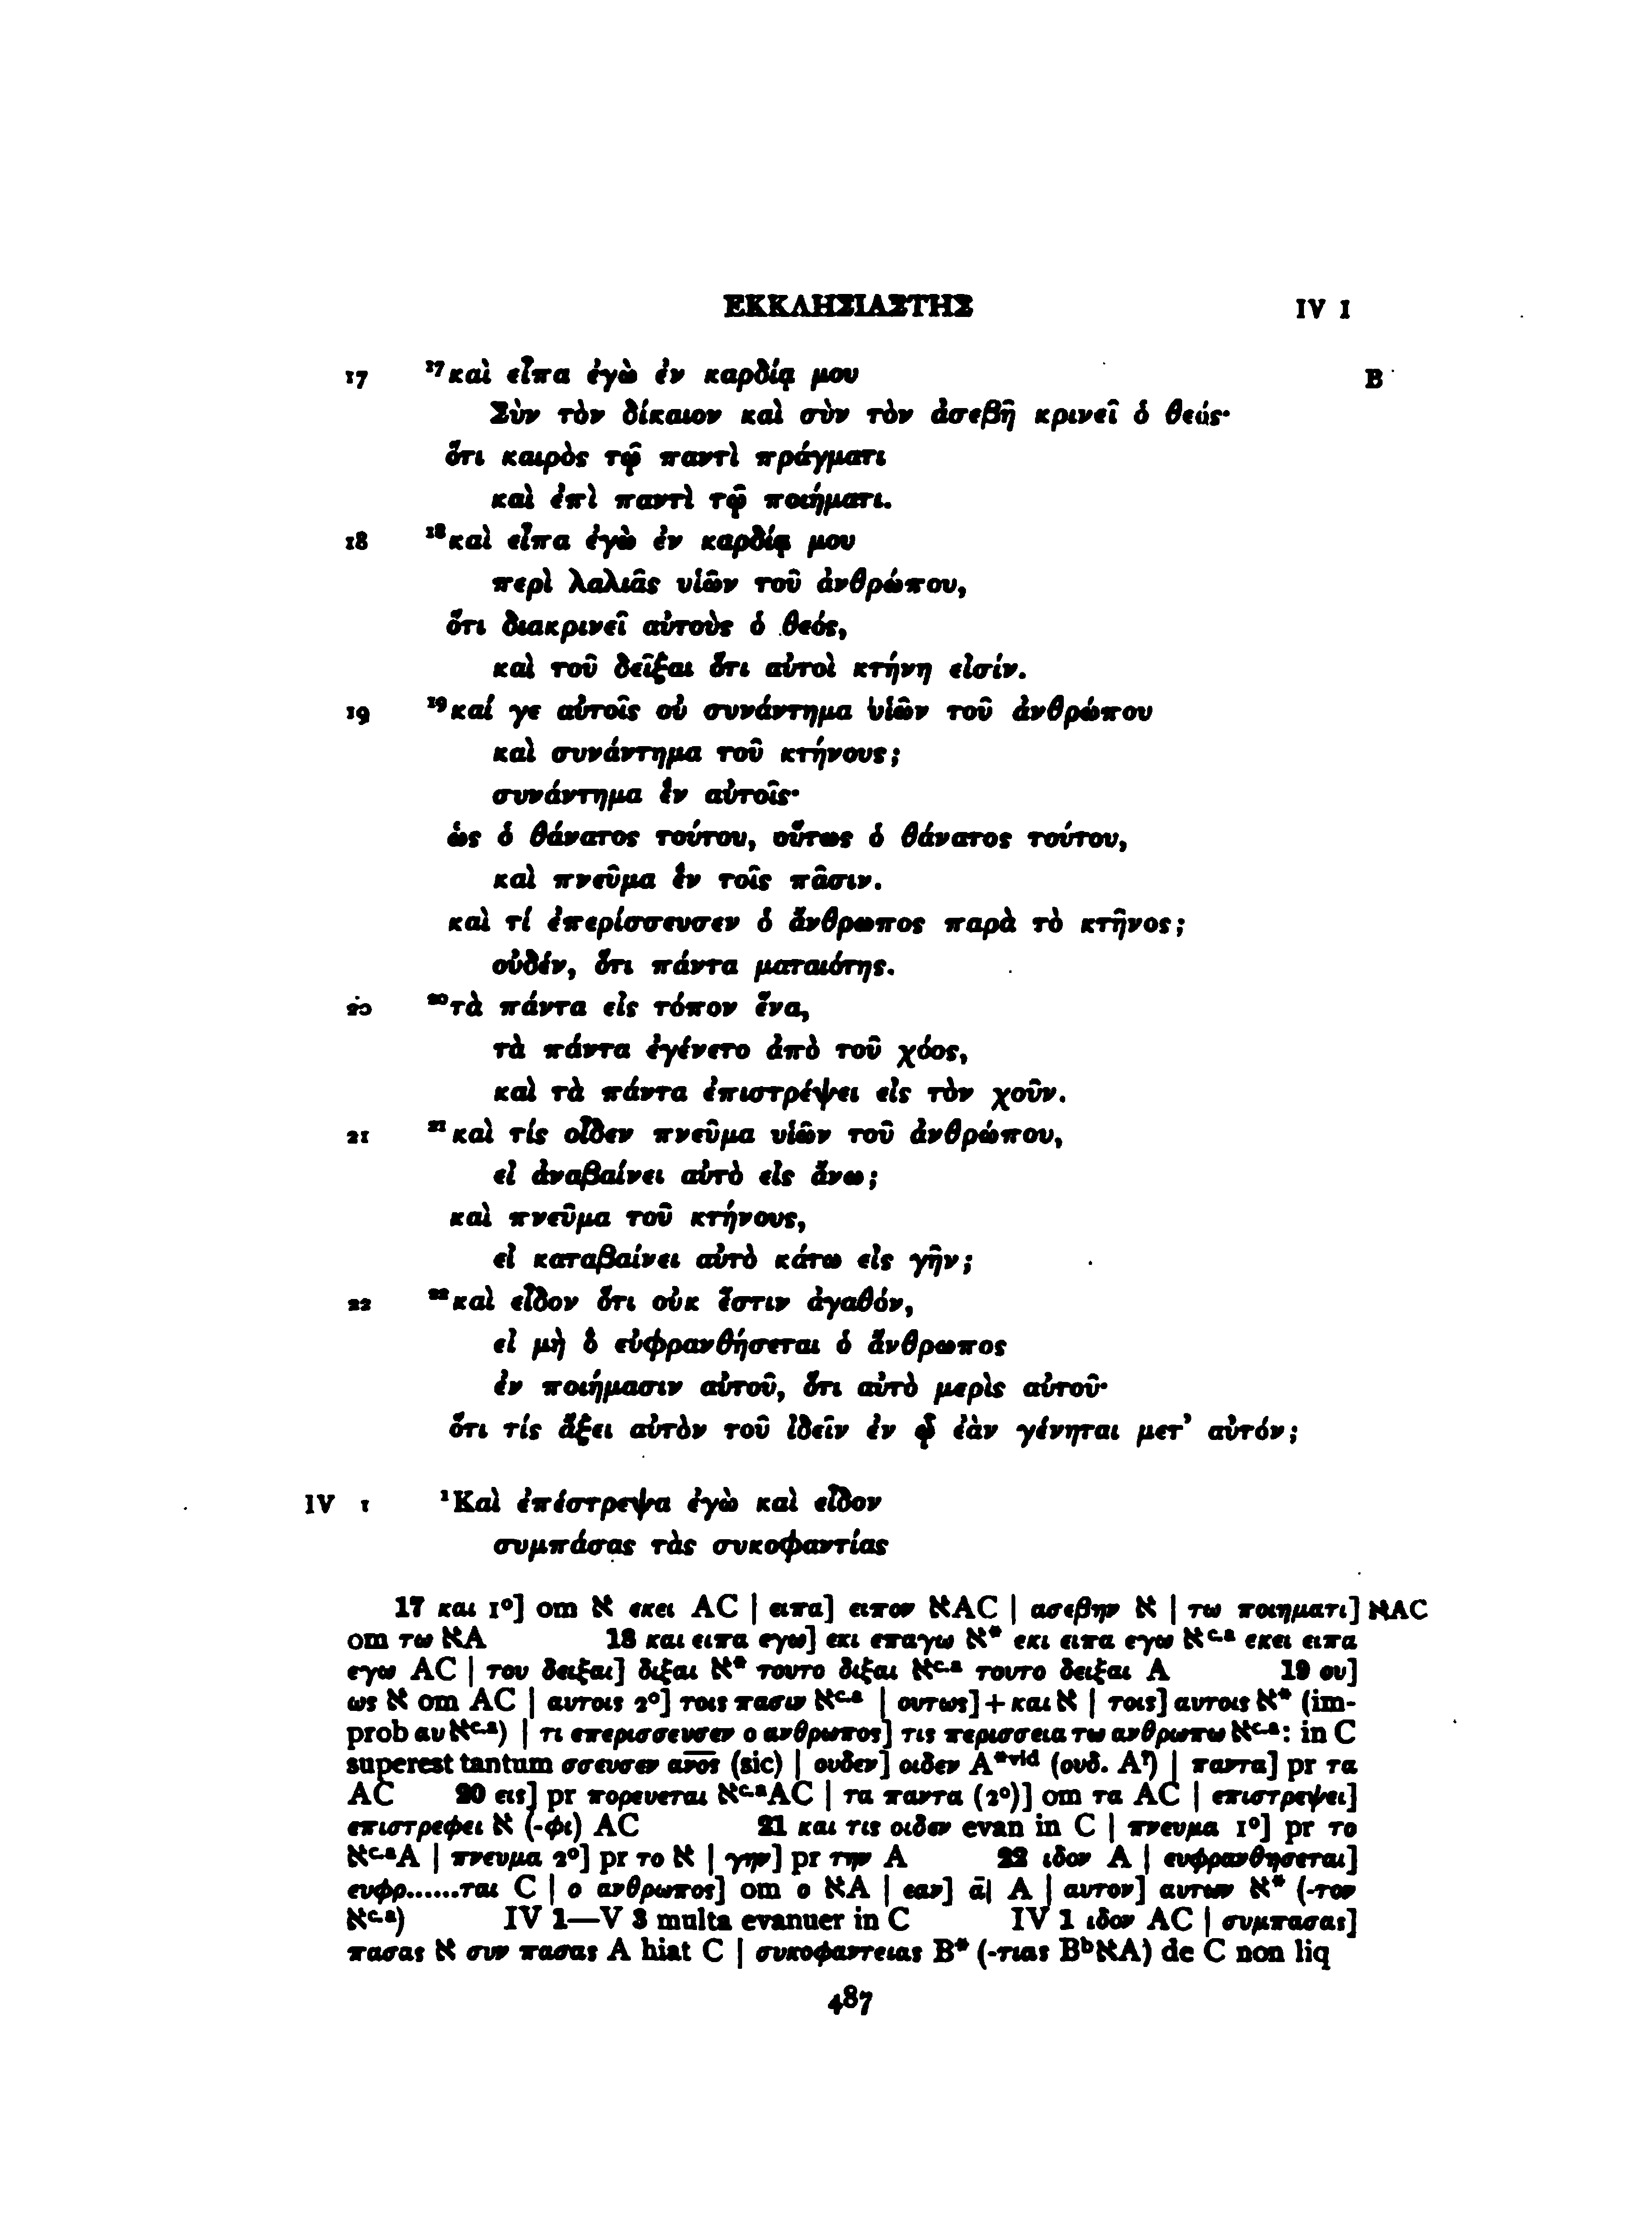 ΕΚΚΛΗΣΙΑΣΤΗΣ IV 1
17 ¹⁷καὶ εἶπα ἐγὼ ἐν καρδίᾳ μου B
Σὺν τὸν δίκαιον καὶ σὺν τὸν ἀσεβῆ κρινεῖ ὁ θεός·
ὅτι καιρὸς τῷ παντὶ πράγματι
καὶ ἐπὶ παντὶ τῷ ποιήματι.
18 ¹⁸καὶ εἶπα ἐγὼ ἐν καρδίᾳ μου
περὶ λαλιᾶς υἱῶν τοῦ ἀνθρώπου,
ὅτι διακρινεῖ αὐτοὺς ὁ θεός,
καὶ τοῦ δεῖξαι ὅτι αὐτοὶ κτήνη εἰσίν.
19 ¹⁹καί γε αὐτοῖς οὐ συνάντημα υἱῶν τοῦ ἀνθρώπου
καὶ συνάντημα τοῦ κτήνους;
συνάντημα ἓν αὐτοῖς·
ὡς ὁ θάνατος τούτου, οὕτως ὁ θάνατος τούτου,
καὶ πνεῦμα ἓν τοῖς πᾶσιν.
καὶ τί ἐπερίσσευσεν ὁ ἄνθρωπος παρὰ τὸ κτῆνος;
οὐδέν, ὅτι πάντα ματαιότης.
20 ²⁰τὰ πάντα εἰς τόπον ἕνα,
τὰ πάντα ἐγένετο ἀπὸ τοῦ χόος,
καὶ τὰ πάντα ἐπιστρέψει εἰς τὸν χοῦν.
21 ²¹καὶ τίς οἶδεν πνεῦμα υἱῶν τοῦ ἀνθρώπου,
εἰ ἀναβαίνει αὐτὸ εἰς ἄνω;
καὶ πνεῦμα τοῦ κτήνους,
εἰ καταβαίνει αὐτὸ κάτω εἰς γῆν;
22 ²²καὶ εἶδον ὅτι οὐκ ἔστιν ἀγαθόν,
εἰ μὴ ὃ εὐφρανθήσεται ὁ ἄνθρωπος
ἐν ποιήμασιν αὐτοῦ, ὅτι αὐτὸ μερὶς αὐτοῦ·
ὅτι τίς ἄξει αὐτὸν τοῦ ἰδεῖν ἐν ᾧ ἐὰν γένηται μετ’ αὐτόν;
IV 1 ¹Καὶ ἐπέστρεψα ἐγὼ καὶ εἶδον
συμπάσας τὰς συκοφαντίας
17 και 1°] om א εκει AC | ειπα] ειπον אAC | ασεβην א | τω ποιηματι] אAC
om τω אA 18 και ειπα εγω] εκι επαγω א* εκι ειπα εγω אᶜ·ᵃ εκει ειπα
εγω AC | του δειξαι] διξαι א* τουτο διξαι אᶜ·ᵃ τουτο δειξαι A 19 ου]
ως א om AC | αυτοις 2°] τοις πασιν אᶜ·ᵃ | ουτως] + και א | τοις] αυτοις א* (im-
prob αυ אᶜ·ᵃ) | τι επερισσευσεν ο ανθρωπος] τις περισσεια τω ανθρωπω אᶜ·ᵃ: in C
superest tantum σσευσεν α̅ν̅ο̅ς̅ (sic) | ουδεν] οιδεν A*ᵛⁱᵈ (ουδ. A?) | παντα] pr τα
AC 20 εις] pr πορευεται אᶜ·ᵃAC | τα παντα (2°)] om τα AC | επιστρεψει]
επιστρεφει א (-φι) AC 21 και τις οιδεν evan in C | πνευμα 1°] pr το
אᶜ·ᵃA | πνευμα 2°] pr το א | γην] pr την A 22 ιδον A | ευφρανθησεται]
ευφρ......ται C | ο ανθρωπος] om ο אA | εαν] α̅| A | αυτον] αυτων א* (-τον
אᶜ·ᵃ) IV 1—V 3 multa evanuer in C IV 1 ιδον AC | συμπασας]
πασας א συν πασας A hiat C | συκοφαντειας B* (-τιας BᵇאA) de C non liq
487